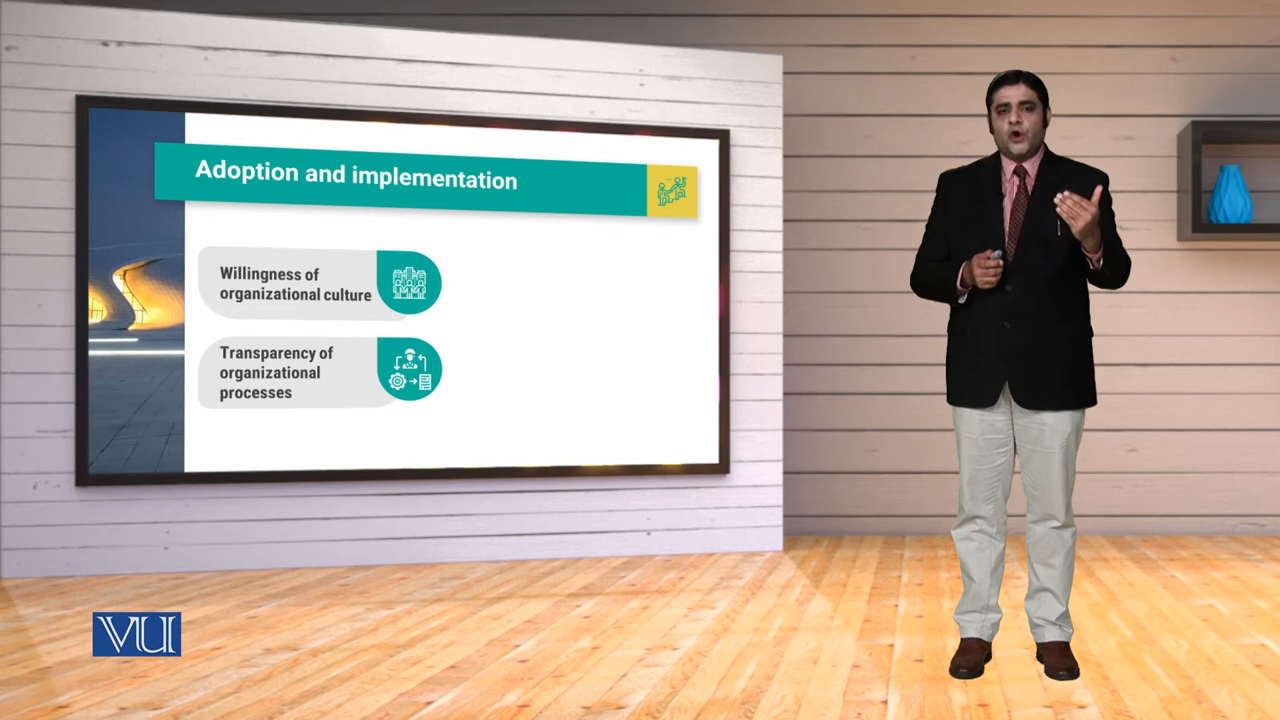 Adoption and implementation
Willingness of
organizational culture
Transparency of
organizational
processes
VU